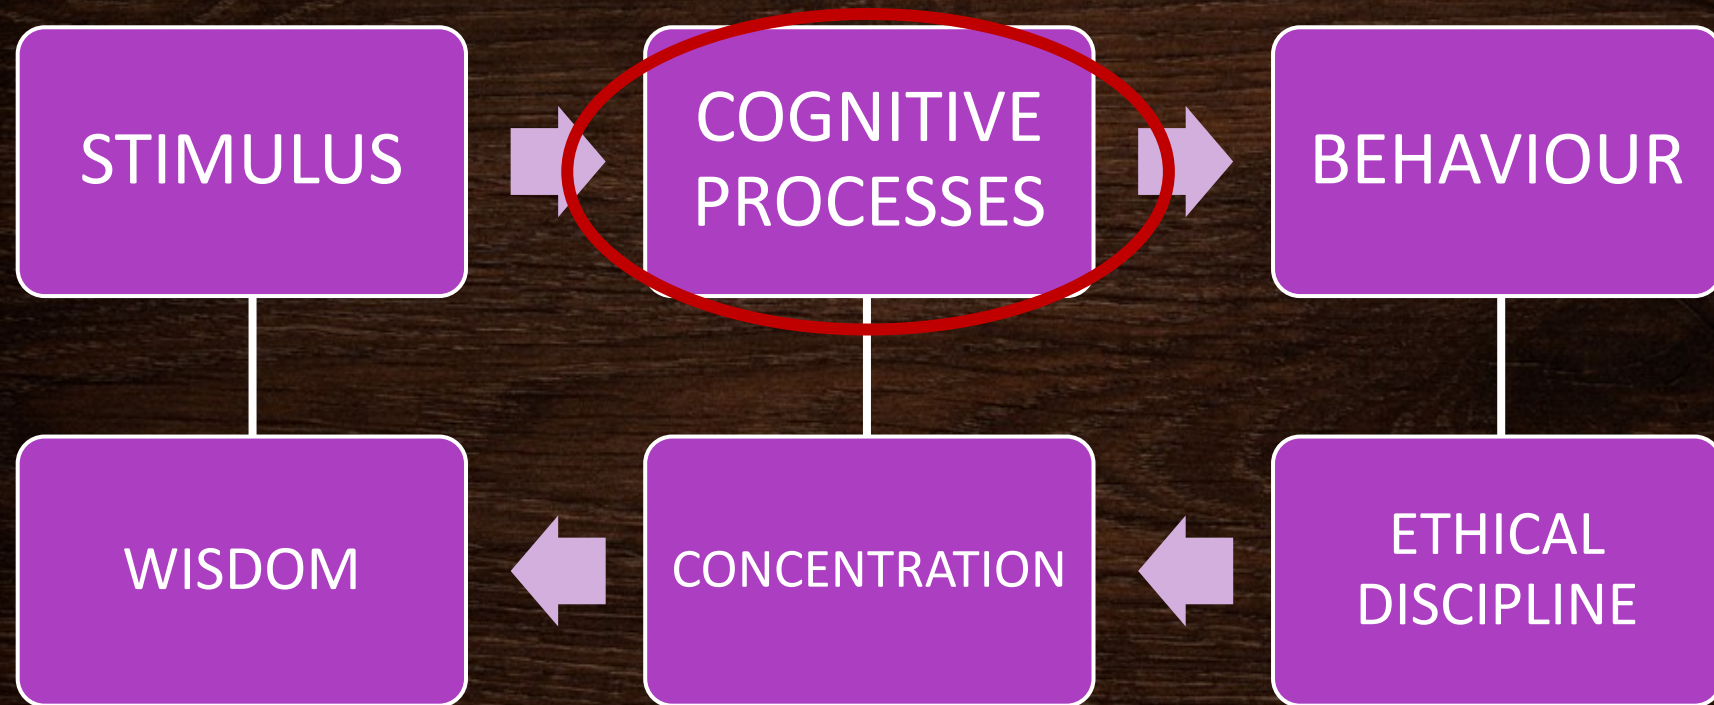 STIMULUS
COGNITIVE
PROCESSES
BEHAVIOUR
WISDOM
CONCENTRATION
ETHICAL
DISCIPLINE